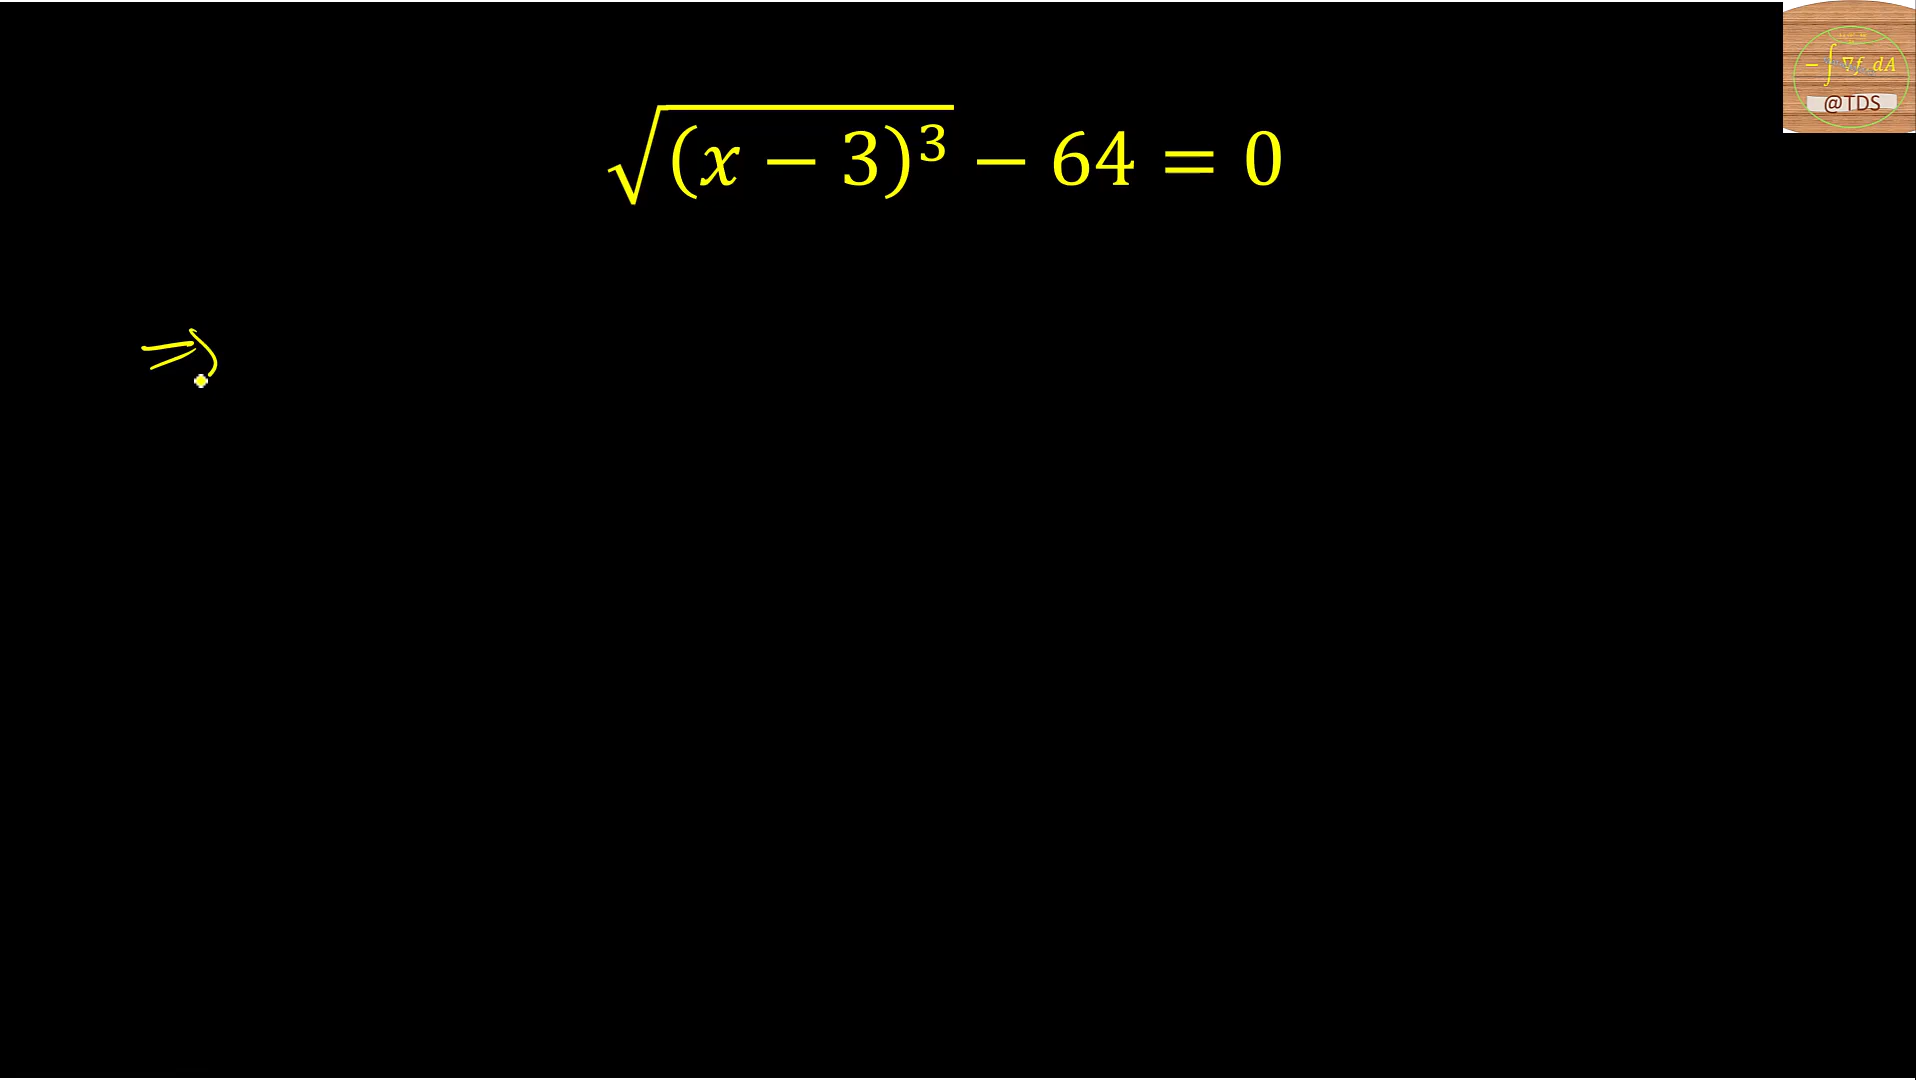 √(x − 3)³ − 64 = 0
⇒
− ∫ ∇f dA
@TDS